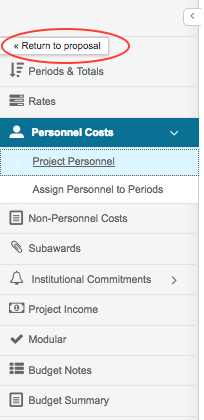 « Return to proposal
Periods & Totals
Rates
Personnel Costs
Project Personnel
Assign Personnel to Periods
Non-Personnel Costs
Subawards
Institutional Commitments
Project Income
Modular
Budget Notes
Budget Summary